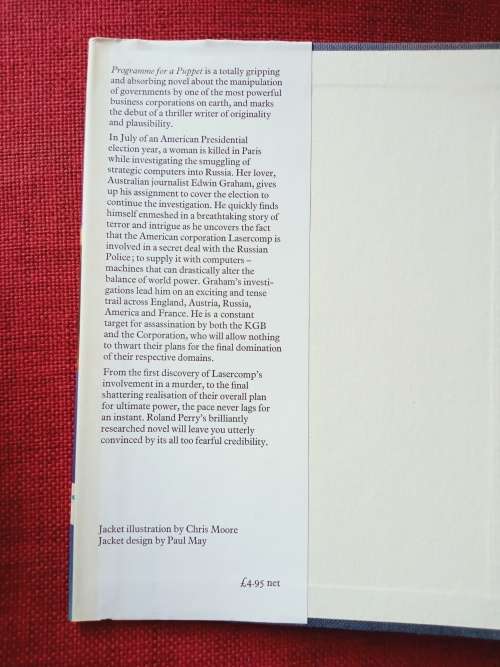 Programme for a Puppet is a totally gripping
and absorbing novel about the manipulation
of governments by one of the most powerful
business corporations on earth, and marks
the debut of a thriller writer of originality
and plausibility.
In July of an American Presidential
election year, a woman is killed in Paris
while investigating the smuggling of
strategic computers into Russia. Her lover,
Australian journalist Edwin Graham, gives
up his assignment to cover the election to
continue the investigation. He quickly finds
himself enmeshed in a breathtaking story of
terror and intrigue as he uncovers the fact
that the American corporation Lasercomp is
involved in a secret deal with the Russian
Police; to supply it with computers –
machines that can drastically alter the
balance of world power. Graham's investi-
gations lead him on an exciting and tense
trail across England, Austria, Russia,
America and France. He is a constant
target for assassination by both the KGB
and the Corporation, who will allow nothing
to thwart their plans for the final domination
of their respective domains.
From the first discovery of Lasercomp's
involvement in a murder, to the final
shattering realisation of their overall plan
for ultimate power, the pace never lags for
an instant. Roland Perry's brilliantly
researched novel will leave you utterly
convinced by its all too fearful credibility.
Jacket illustration by Chris Moore
Jacket design by Paul May
£4·95 net